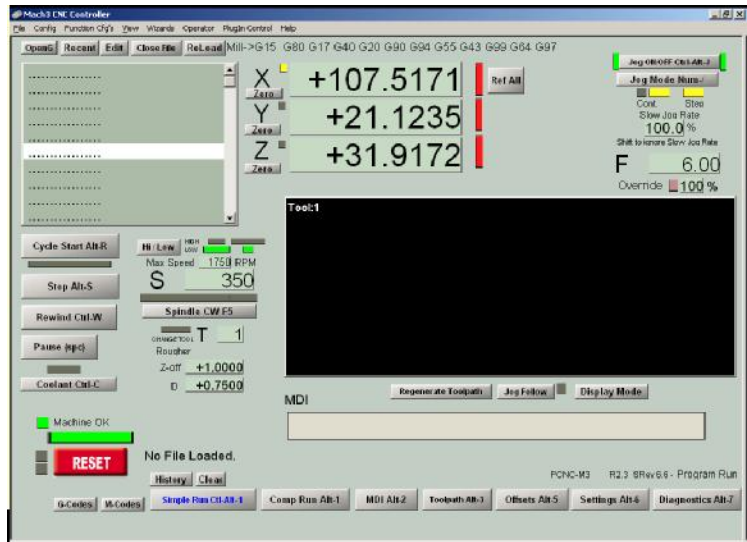 Mach3 CNC Controller
File Config Function Cfg's View Wizards Operator PlugIn Control Help
OpenG Recent Edit Close File ReLoad Mill->G15 G80 G17 G40 G20 G90 G94 G55 G43 G99 G64 G97
Jog ON/OFF Ctrl-Alt-J
X +107.5171 Ref All
Zero
Jog Mode Num-/
Cont. Step
Y +21.1235
Zero
Slow Jog Rate
100.0 %
Shift to ignore Slow Jog Rate
Z +31.9172
Zero
F 6.00
Override 100 %
Tool:1
Cycle Start Alt-R
Hi / Low HIGH
LOW
Max Speed 1750 RPM
Stop Alt-S
S 350
Rewind Ctrl-W
Spindle CW F5
Pause (spc)
CHANGE TOOL T 1
Rougher
Z-off +1.0000
Coolant Ctrl-C
D +0.7500
Regenerate Toolpath Jog Follow Display Mode
MDI
Machine OK
RESET
No File Loaded.
History Clear
PCNC-M3 R2.3 SRev6.6 - Program Run
G-Codes M-Codes Simple Run Ctl-Alt-1 Comp Run Alt-1 MDI Alt-2 Toolpath Alt-3 Offsets Alt-5 Settings Alt-6 Diagnostics Alt-7